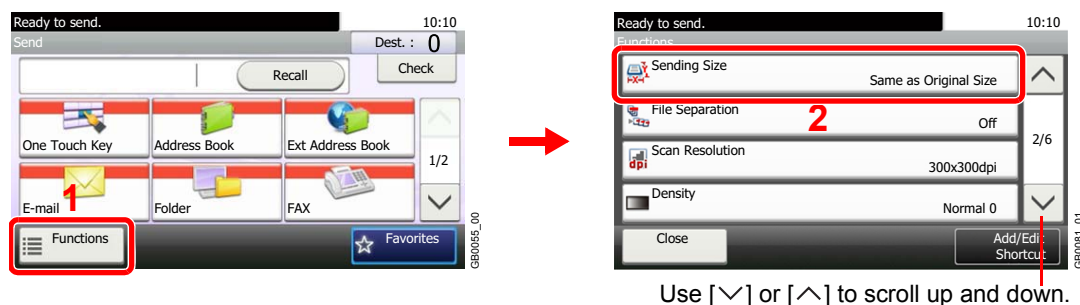 Ready to send.
10:10
Send
Dest. : 0
Recall
Check
One Touch Key
Address Book
Ext Address Book
1/2
E-mail
Folder
FAX
1
Functions
Favorites
GB0055_00
Ready to send.
10:10
Functions
Sending Size
Same as Original Size
File Separation
Off
2
2/6
Scan Resolution
dpi
300x300dpi
Density
Normal 0
Close
Add/Edit
Shortcut
GB0081_01
Use [﹀] or [︿] to scroll up and down.